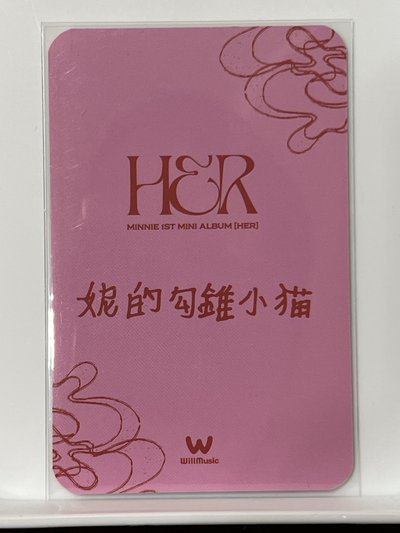 HER
MINNIE 1ST MINI ALBUM [HER]
妮的勾錐小猫
W
WillMusic